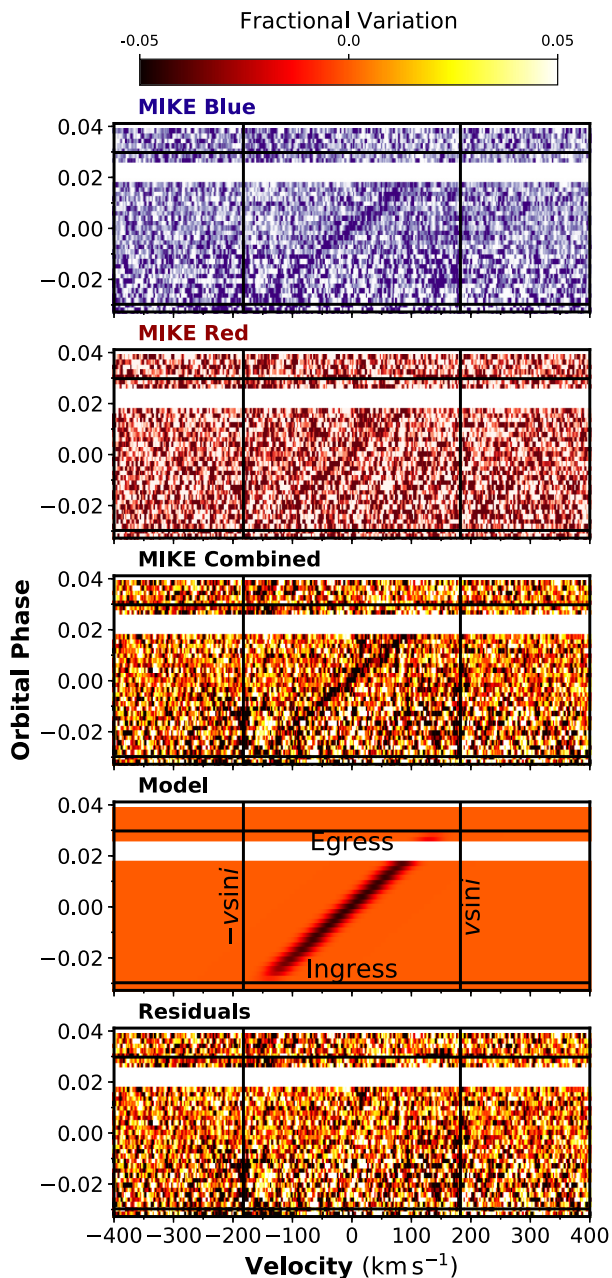 Fractional Variation
-0.05 0.0 0.05
MIKE Blue
0.04
0.02
0.00
−0.02
MIKE Red
0.04
0.02
0.00
−0.02
MIKE Combined
0.04
0.02
0.00
−0.02
Orbital Phase
Model
0.04
0.02
0.00
−0.02
Egress
−vsini
vsini
Ingress
Residuals
0.04
0.02
0.00
−0.02
−400 −300 −200 −100 0 100 200 300 400
Velocity (km s⁻¹)